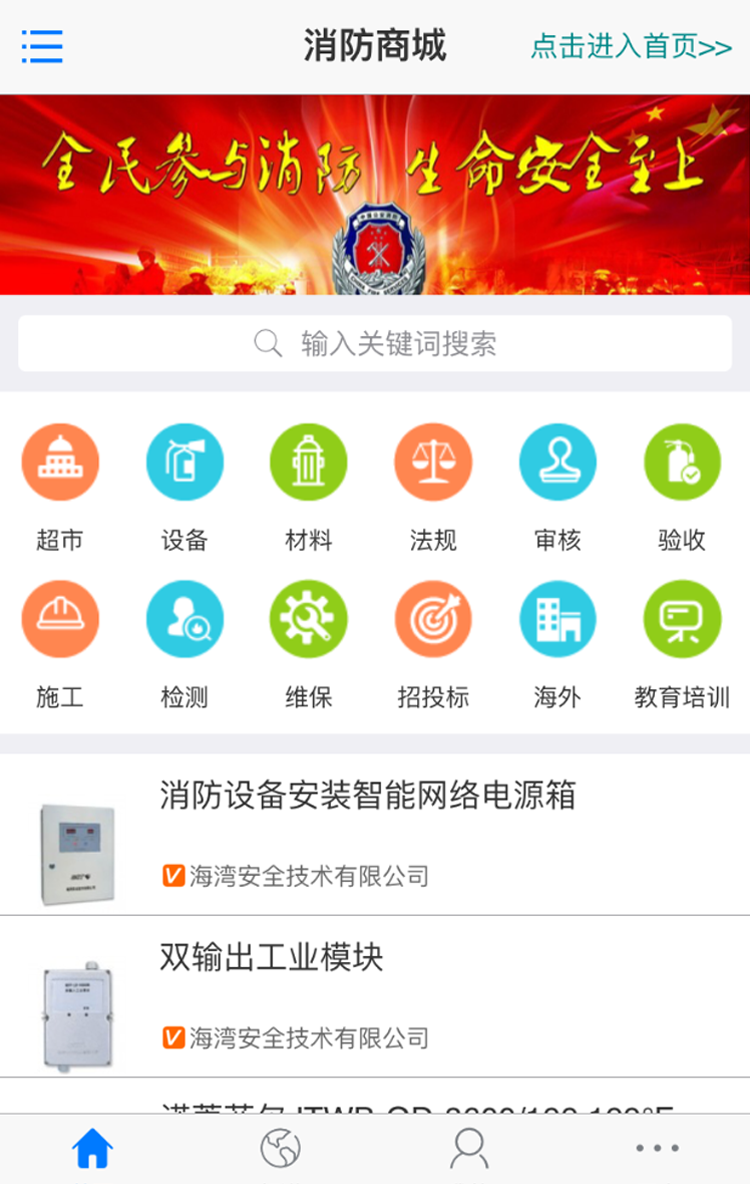 消防商城
点击进入首页>>
全民参与消防 生命安全至上
输入关键词搜索
超市 设备 材料 法规 审核 验收
施工 检测 维保 招投标 海外 教育培训
消防设备安装智能网络电源箱
海湾安全技术有限公司
双输出工业模块
海湾安全技术有限公司